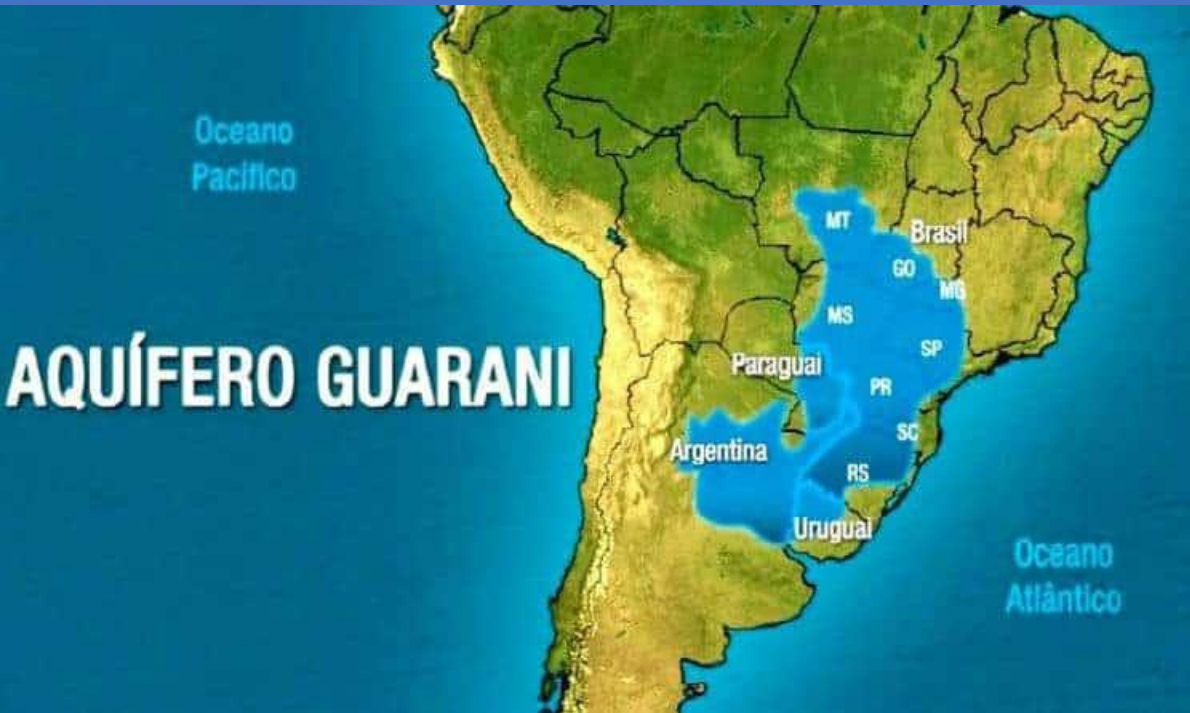 Oceano
Pacífico
MT
Brasil
GO
MG
MS
SP
AQUÍFERO GUARANI
Paraguai
PR
SC
Argentina
RS
Uruguai
Oceano
Atlântico